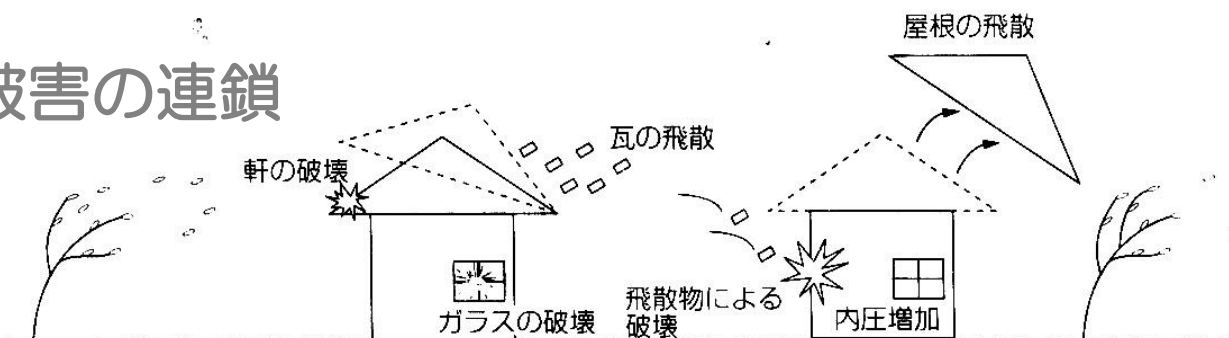 害の連鎖
屋根の飛散
瓦の飛散
軒の破壊
ガラスの破壊
飛散物による
破壊
内圧増加